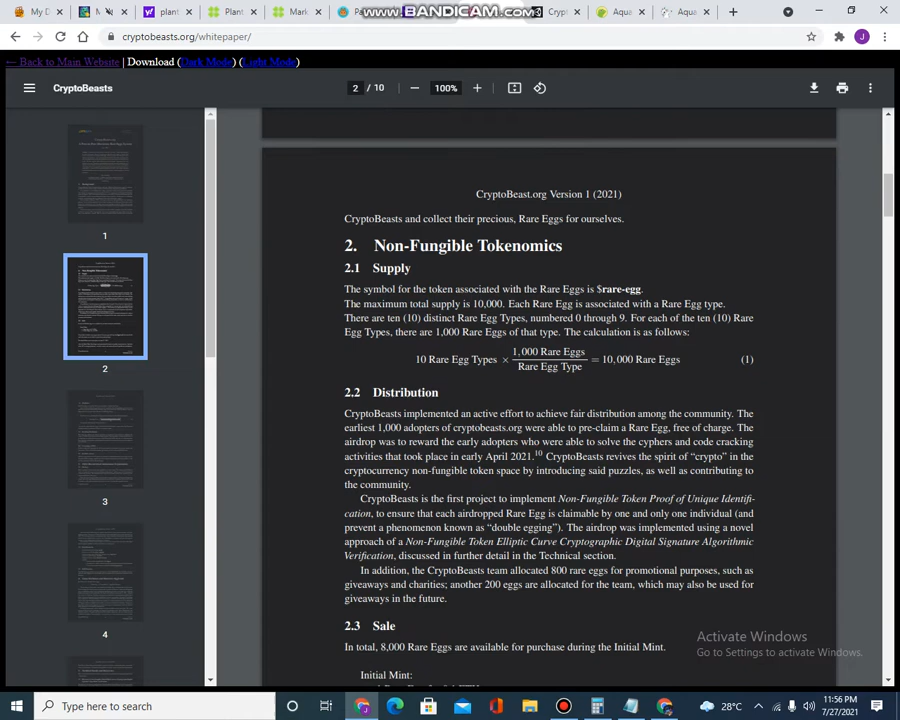 My D
M
plant
Plant
Mark
Pa
www.BANDICAM.com
Crypt
Aqua
Aqua
cryptobeasts.org/whitepaper/
J
← Back to Main Website | Download (Dark Mode) (Light Mode)
CryptoBeasts
2 / 10
100%
1
2
3
4
CryptoBeast.org Version 1 (2021)
CryptoBeasts and collect their precious, Rare Eggs for ourselves.
2. Non-Fungible Tokenomics
2.1 Supply
The symbol for the token associated with the Rare Eggs is $rare-egg.
The maximum total supply is 10,000. Each Rare Egg is associated with a Rare Egg type.
There are ten (10) distinct Rare Egg Types, numbered 0 through 9. For each of the ten (10) Rare
Egg Types, there are 1,000 Rare Eggs of that type. The calculation is as follows:
10 Rare Egg Types × 1,000 Rare Eggs / Rare Egg Type = 10,000 Rare Eggs (1)
2.2 Distribution
CryptoBeasts implemented an active effort to achieve fair distribution among the community. The
earliest 1,000 adopters of cryptobeasts.org were able to pre-claim a Rare Egg, free of charge. The
airdrop was to reward the early adopters who were able to solve the cyphers and code cracking
activities that took place in early April 2021.10 CryptoBeasts revives the spirit of “crypto” in the
cryptocurrency non-fungible token space by introducing said puzzles, as well as contributing to
the community.
CryptoBeasts is the first project to implement Non-Fungible Token Proof of Unique Identifi-
cation, to ensure that each airdropped Rare Egg is claimable by one and only one individual (and
prevent a phenomenon known as “double egging”). The airdrop was implemented using a novel
approach of a Non-Fungible Token Elliptic Curve Cryptographic Digital Signature Algorithmic
Verification, discussed in further detail in the Technical section.
In addition, the CryptoBeasts team allocated 800 rare eggs for promotional purposes, such as
giveaways and charities; another 200 eggs are allocated for the team, which may also be used for
giveaways in the future.
2.3 Sale
In total, 8,000 Rare Eggs are available for purchase during the Initial Mint.
Initial Mint:
Activate Windows
Go to Settings to activate Windows.
Type here to search
28°C
11:56 PM
7/27/2021